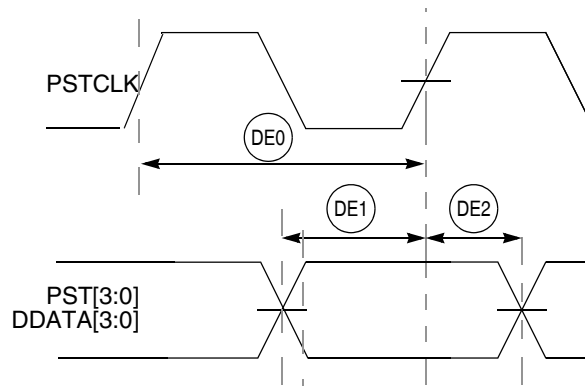 PSTCLK
DE0
DE1
DE2
PST[3:0]
DDATA[3:0]